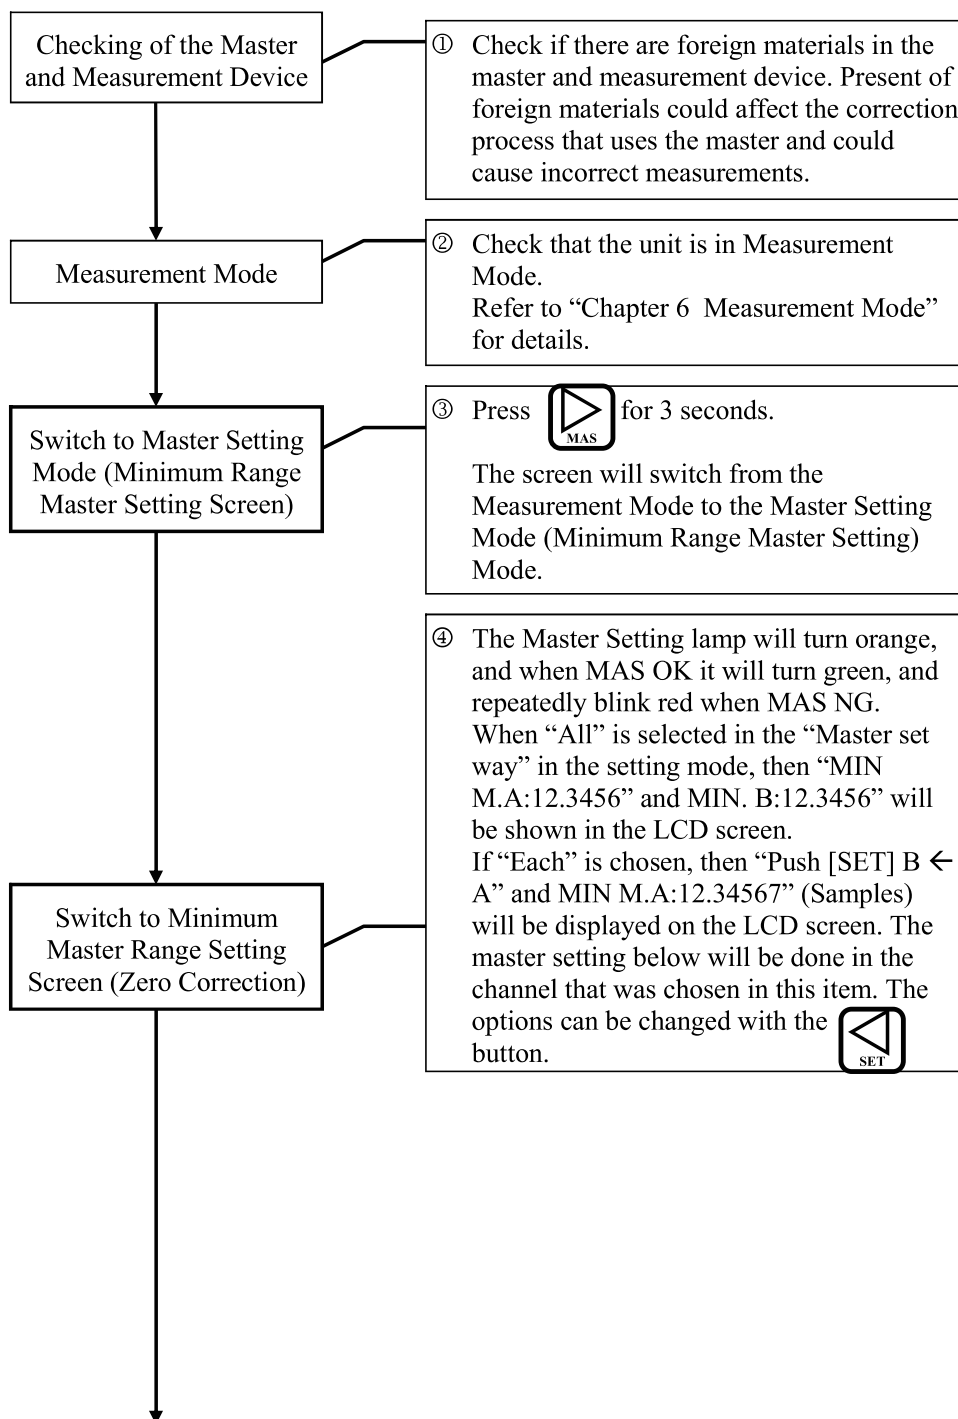 Checking of the Master
and Measurement Device
① Check if there are foreign materials in the
master and measurement device. Present of
foreign materials could affect the correction
process that uses the master and could
cause incorrect measurements.
Measurement Mode
② Check that the unit is in Measurement
Mode.
Refer to “Chapter 6  Measurement Mode”
for details.
Switch to Master Setting
Mode (Minimum Range
Master Setting Screen)
③ Press MAS for 3 seconds.
The screen will switch from the
Measurement Mode to the Master Setting
Mode (Minimum Range Master Setting)
Mode.
Switch to Minimum
Master Range Setting
Screen (Zero Correction)
④ The Master Setting lamp will turn orange,
and when MAS OK it will turn green, and
repeatedly blink red when MAS NG.
When “All” is selected in the “Master set
way” in the setting mode, then “MIN
M.A:12.3456” and MIN. B:12.3456” will
be shown in the LCD screen.
If “Each” is chosen, then “Push [SET] B ←
A” and MIN M.A:12.34567” (Samples)
will be displayed on the LCD screen. The
master setting below will be done in the
channel that was chosen in this item. The
options can be changed with the SET
button.